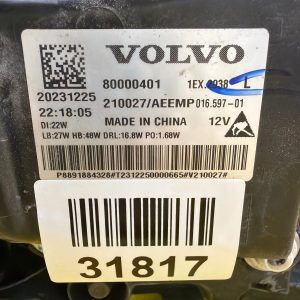 VOLVO
80000401
1EX. 938 L
20231225
210027/AEEMP 016.597-01
22:18:05
DI:22W
MADE IN CHINA
12V
LB:27W HB:48W DRL:16.8W PO:1.68W
P8891884328#T2312250000665#V210027#
31817